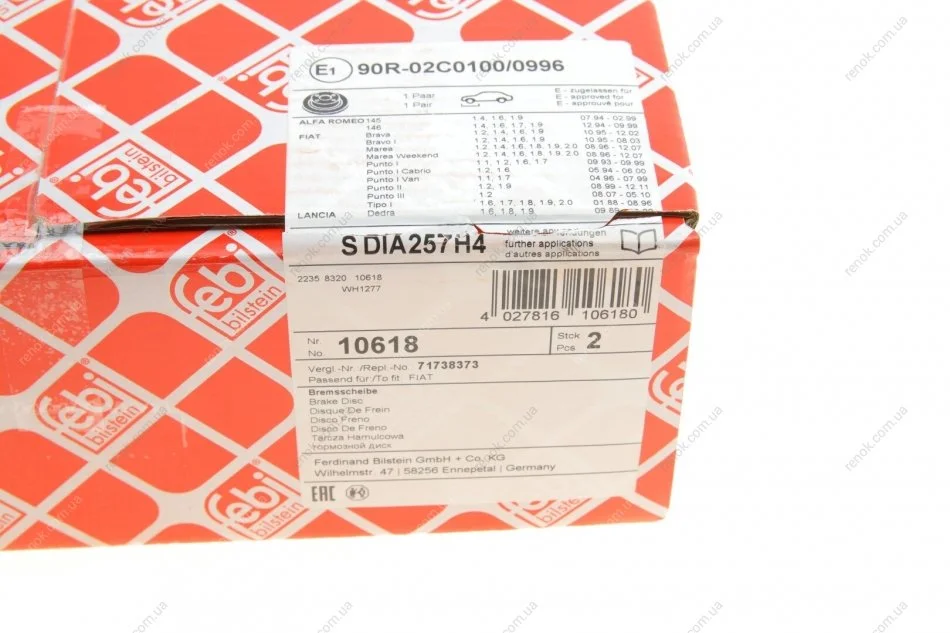 E1 90R-02C0100/0996
1 Paar
1 Pair
E - zugelassen für
E - approved for
E - approuvé pour
ALFA ROMEO 145 1.4, 1.6, 1.9 07.94 - 02.99
146 1.4, 1.6, 1.7, 1.9 12.94 - 09.99
FIAT Brava 1.2, 1.4, 1.6, 1.9 10.95 - 12.02
Bravo I 1.2, 1.4, 1.6, 1.9 10.95 - 08.03
Marea 1.2, 1.4, 1.6, 1.8, 1.9, 2.0 08.96 - 12.07
Marea Weekend 1.2, 1.4, 1.6, 1.8, 1.9, 2.0 08.96 - 12.07
Punto I 1.1, 1.2, 1.6, 1.7 09.93 - 09.99
Punto I Cabrio 1.2, 1.6 05.94 - 06.00
Punto I Van 1.1, 1.7 04.96 - 07.99
Punto II 1.2, 1.9 08.99 - 12.11
Punto III 1.2 08.07 - 05.10
Tipo I 1.6, 1.7, 1.8, 1.9, 2.0 01.88 - 08.96
LANCIA Dedra 1.6, 1.8, 1.9
S DIA257H4
weitere
further applications
d'autres applications
2235 8320 10618
WH1277
4 027816 106180
Nr.
No. 10618
Stck
Pcs 2
Vergl.-Nr. /Repl.-No. 71738373
Passend für /To fit FIAT
Bremsscheibe
Brake Disc
Disque De Frein
Disco Freno
Disco De Freno
Tarcza Hamulcowa
тормозной диск
Ferdinand Bilstein GmbH + Co. KG
Wilhelmstr. 47 | 58256 Ennepetal | Germany
EAC
febi
bilstein
febi
bilstein
febi
bilstein
febi
bilstein
renok.com.ua